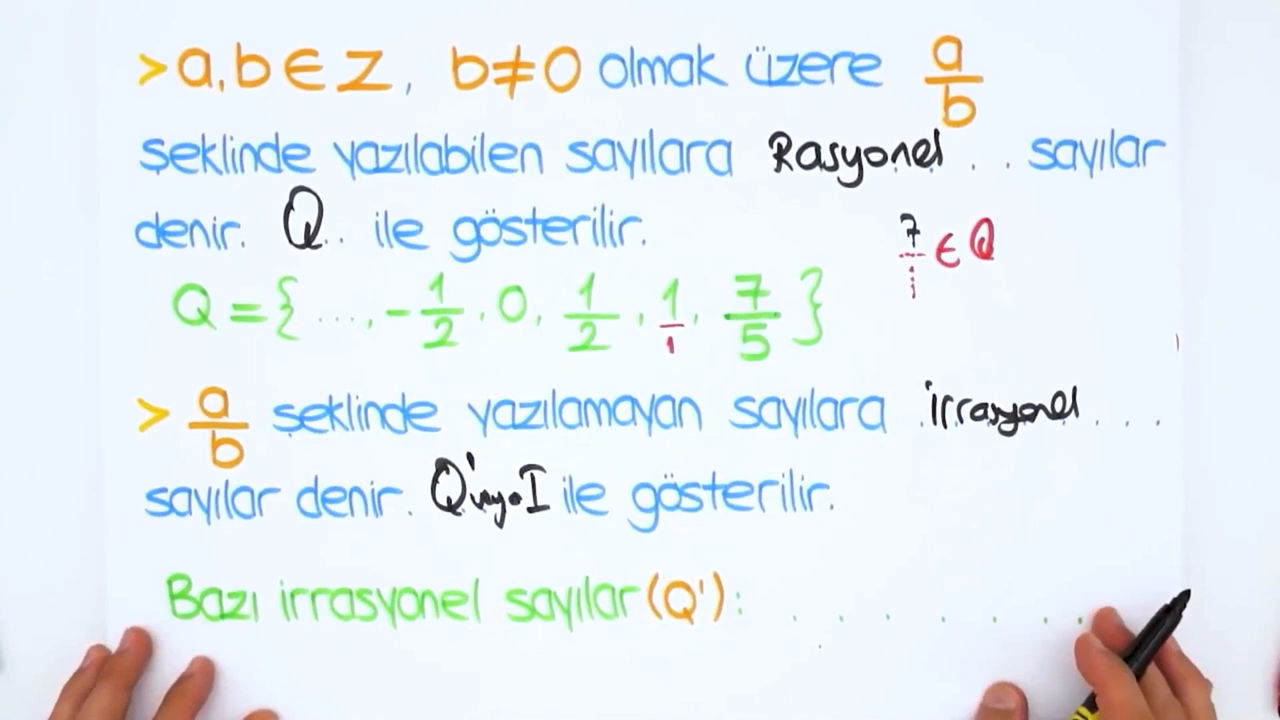 > a, b ∈ Z, b ≠ 0 olmak üzere a/b
şeklinde yazılabilen sayılara Rasyonel . . sayılar
denir. Q.. ile gösterilir.
7/1 ∈ Q
Q = {..., -1/2, 0, 1/2, 1/1, 7/5}
> a/b şeklinde yazılamayan sayılara .irrasyonel . . .
sayılar denir. Q' veya I ile gösterilir.
Bazı irrasyonel sayılar (Q') : . . . . . . .